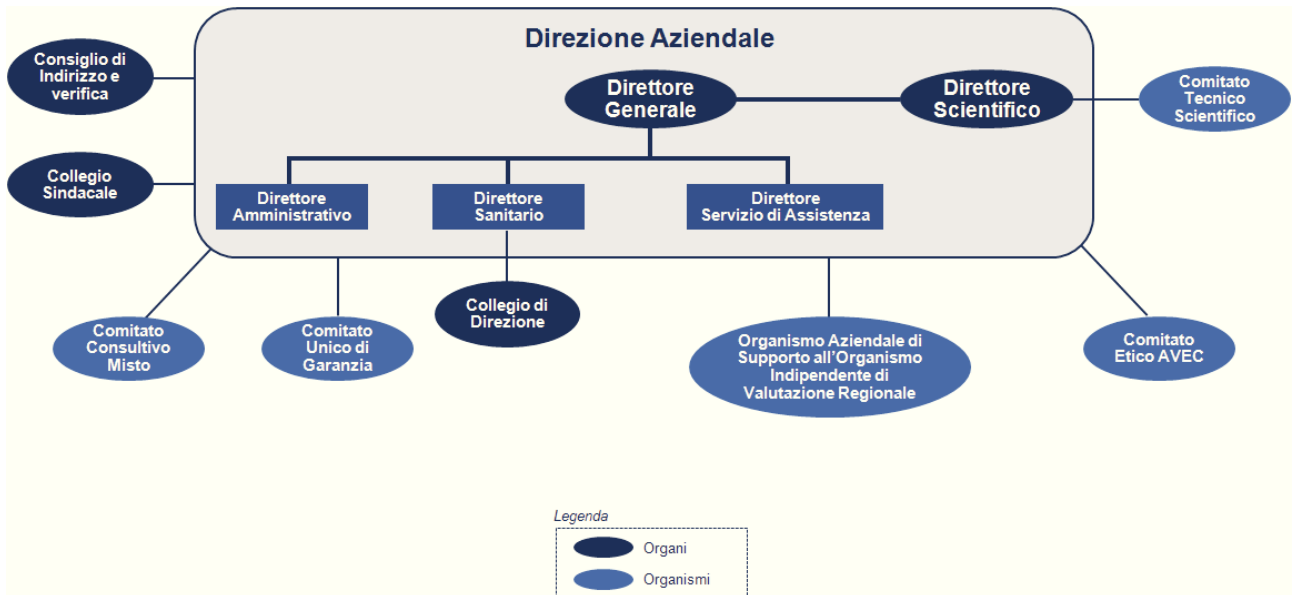 Direzione Aziendale
Consiglio di
Indirizzo e
verifica
Direttore
Generale
Direttore
Scientifico
Comitato
Tecnico
Scientifico
Collegio
Sindacale
Direttore
Amministrativo
Direttore
Sanitario
Direttore
Servizio di Assistenza
Comitato
Consultivo
Misto
Comitato
Unico di
Garanzia
Collegio di
Direzione
Organismo Aziendale di
Supporto all'Organismo
Indipendente di
Valutazione Regionale
Comitato
Etico AVEC
Legenda
Organi
Organismi